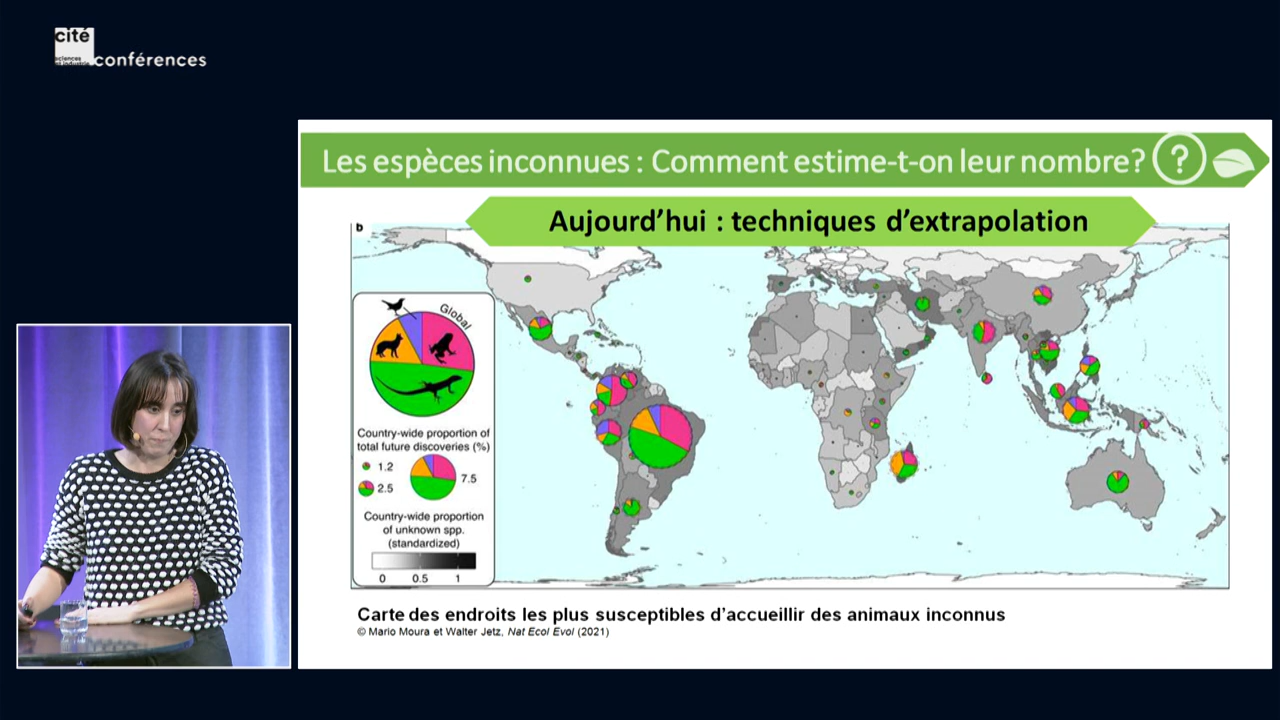 cité
sciences
et industrie
conférences
Les espèces inconnues : Comment estime-t-on leur nombre? ?
Aujourd'hui : techniques d'extrapolation
b
Global
Country-wide proportion of
total future discoveries (%)
1.2
7.5
2.5
Country-wide proportion
of unknown spp.
(standardized)
0 0.5 1
Carte des endroits les plus susceptibles d'accueillir des animaux inconnus
© Mario Moura et Walter Jetz, Nat Ecol Evol (2021)